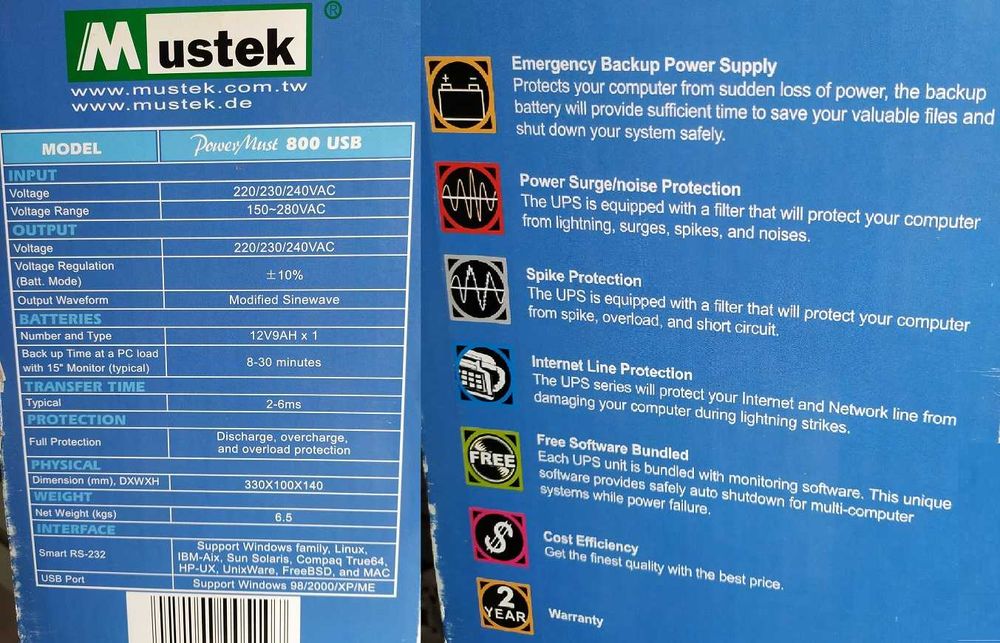 Mustek ®
www.mustek.com.tw
www.mustek.de
MODEL PowerMust 800 USB
INPUT
Voltage 220/230/240VAC
Voltage Range 150~280VAC
OUTPUT
Voltage 220/230/240VAC
Voltage Regulation
(Batt. Mode) ±10%
Output Waveform Modified Sinewave
BATTERIES
Number and Type 12V9AH x 1
Back up Time at a PC load
with 15" Monitor (typical) 8-30 minutes
TRANSFER TIME
Typical 2-6ms
PROTECTION
Full Protection Discharge, overcharge,
and overload protection
PHYSICAL
Dimension (mm), DXWXH 330X100X140
WEIGHT
Net Weight (kgs) 6.5
INTERFACE
Smart RS-232 Support Windows family, Linux,
IBM-Aix, Sun Solaris, Compaq True64,
HP-UX, UnixWare, FreeBSD, and MAC
USB Port Support Windows 98/2000/XP/ME
Emergency Backup Power Supply
Protects your computer from sudden loss of power, the backup
battery will provide sufficient time to save your valuable files and
shut down your system safely.
Power Surge/noise Protection
The UPS is equipped with a filter that will protect your computer
from lightning, surges, spikes, and noises.
Spike Protection
The UPS is equipped with a filter that will protect your computer
from spike, overload, and short circuit.
Internet Line Protection
The UPS series will protect your Internet and Network line from
damaging your computer during lightning strikes.
FREE
Free Software Bundled
Each UPS unit is bundled with monitoring software. This unique
software provides safely auto shutdown for multi-computer
systems while power failure.
$
Cost Efficiency
Get the finest quality with the best price.
2
YEAR
Warranty